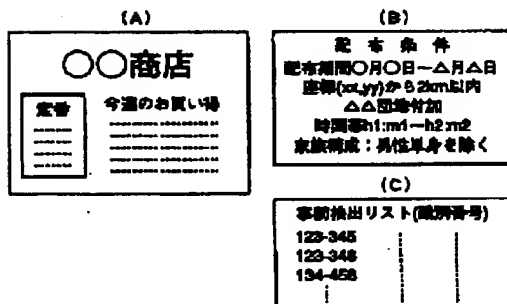 (A)
○○商店
定番
今週のお買い得
(B)
配布条件
配布期間○月○日〜△月△日
座標(xx,yy)から2km以内
△△団地付加
時間帯h1:m1−h2:m2
家族構成：男性単身を除く
(C)
事前抽出リスト(識別番号)
123-345
123-348
134-458